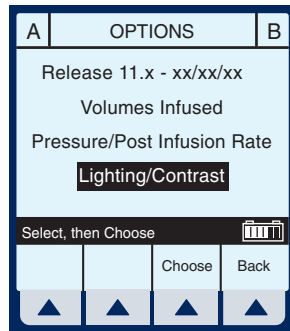 A OPTIONS B
Release 11.x - xx/xx/xx
Volumes Infused
Pressure/Post Infusion Rate
Lighting/Contrast
Select, then Choose
Choose Back